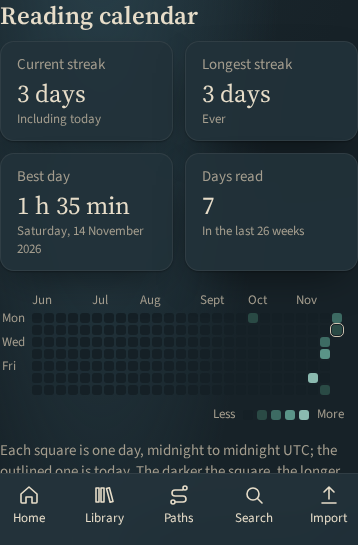 Reading calendar
Current streak
3 days
Including today
Longest streak
3 days
Ever
Best day
1 h 35 min
Saturday, 14 November
2026
Days read
7
In the last 26 weeks
Jun Jul Aug Sept Oct Nov
Mon
Wed
Fri
Less More
Each square is one day, midnight to midnight UTC; the
outlined one is today. The darker the square, the longer
Home Library Paths Search Import